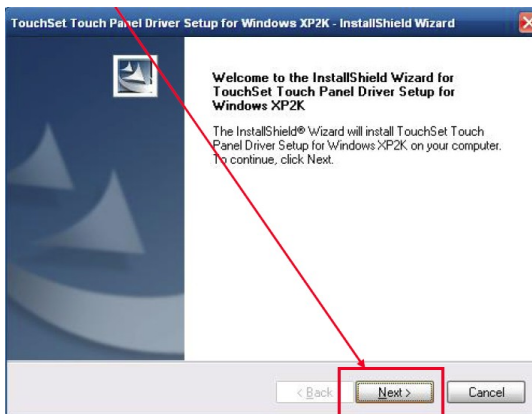 TouchSet Touch Panel Driver Setup for Windows XP2K - InstallShield Wizard
Welcome to the InstallShield Wizard for
TouchSet Touch Panel Driver Setup for
Windows XP2K
The InstallShield® Wizard will install TouchSet Touch
Panel Driver Setup for Windows XP2K on your computer.
To continue, click Next.
< Back
Next >
Cancel